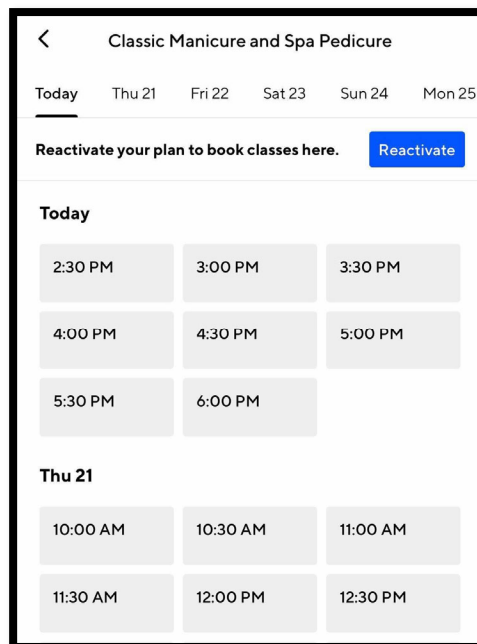 Classic Manicure and Spa Pedicure
Today Thu 21 Fri 22 Sat 23 Sun 24 Mon 25
Reactivate your plan to book classes here. Reactivate
Today
2:30 PM 3:00 PM 3:30 PM
4:00 PM 4:30 PM 5:00 PM
5:30 PM 6:00 PM
Thu 21
10:00 AM 10:30 AM 11:00 AM
11:30 AM 12:00 PM 12:30 PM